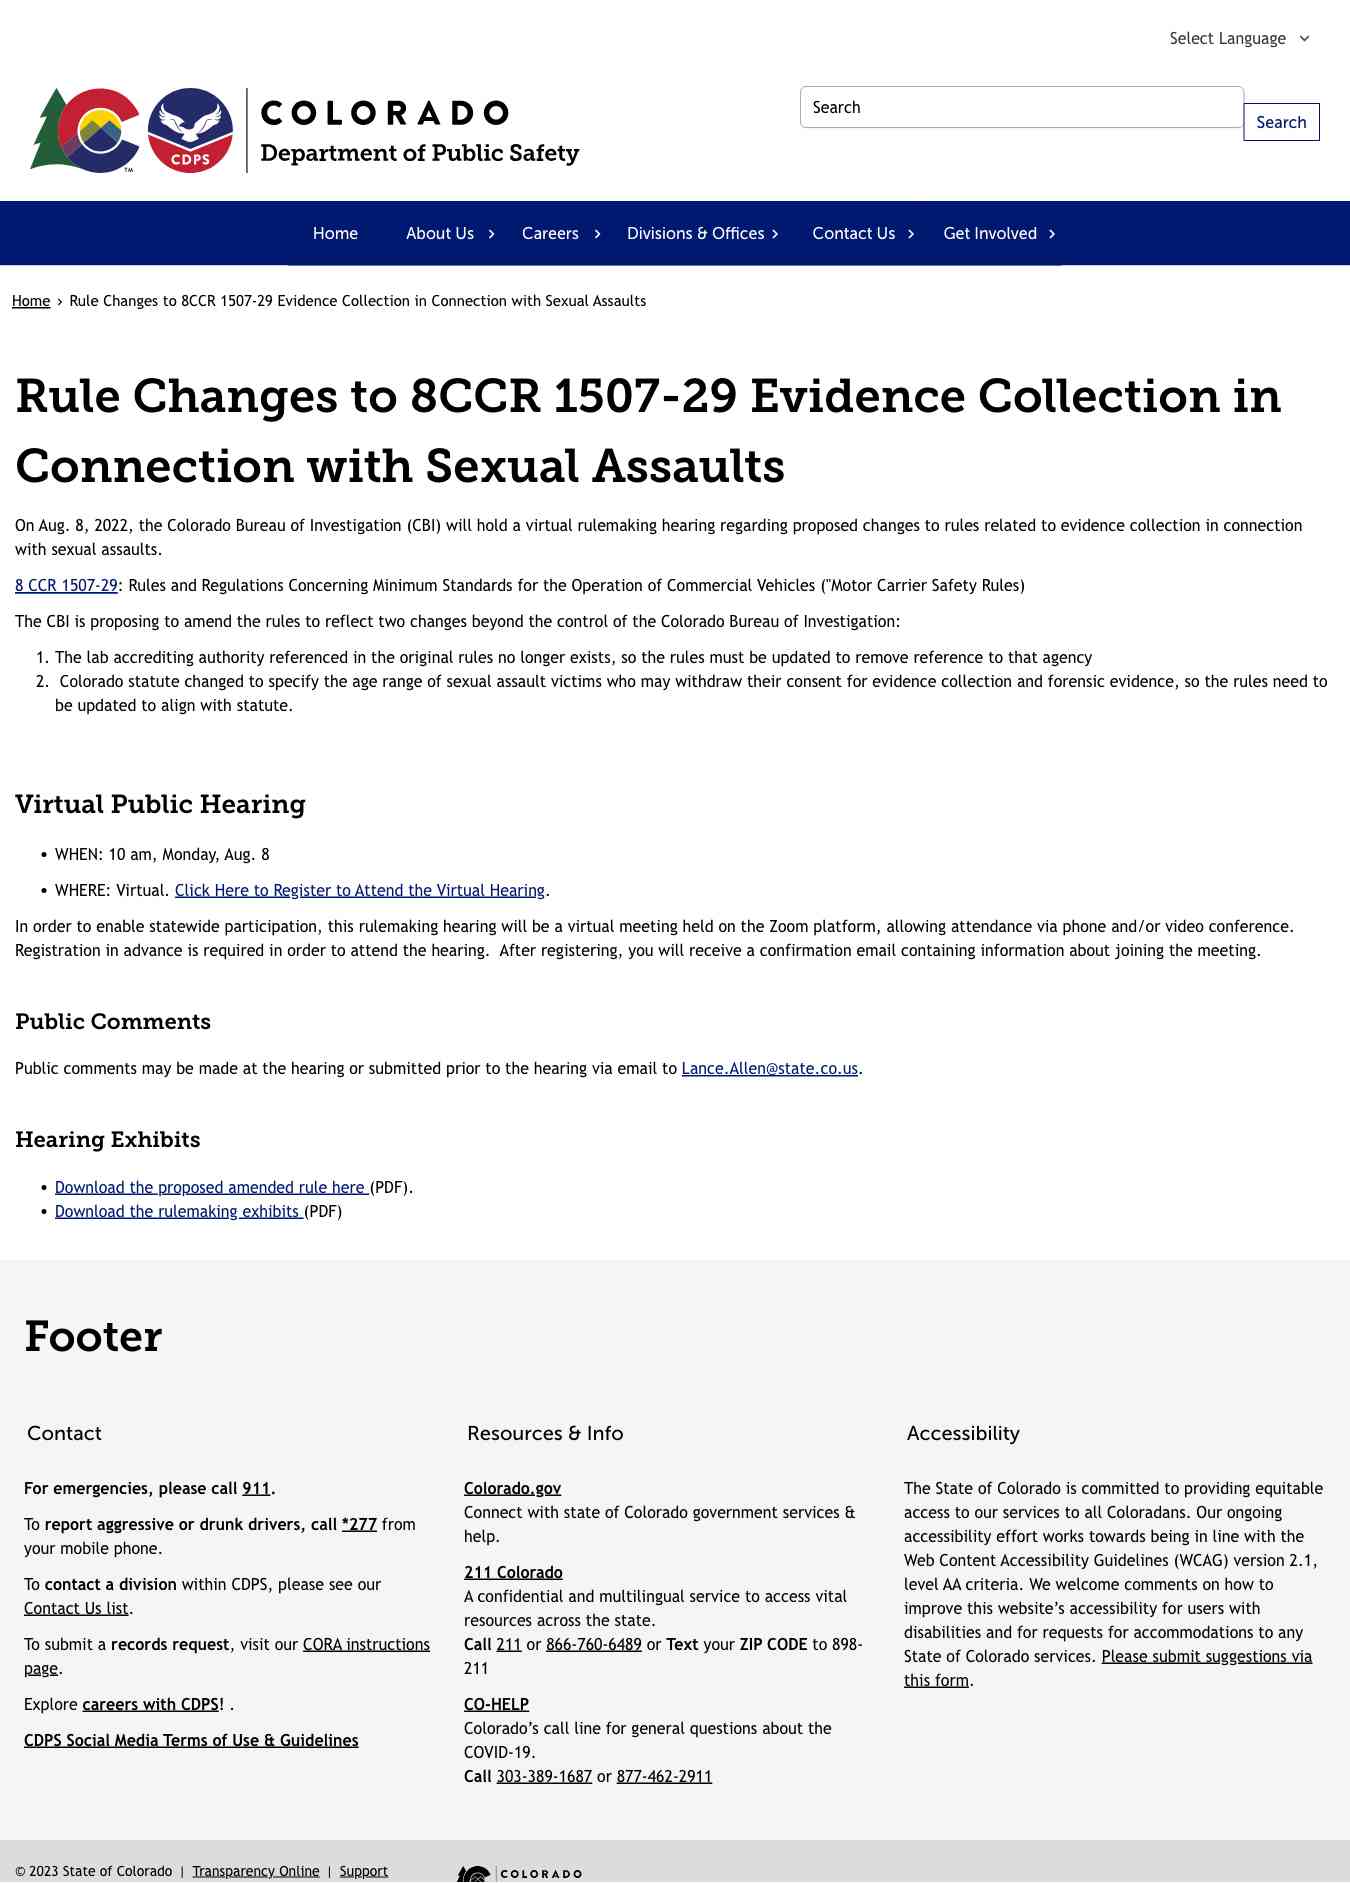 Select Language
COLORADO
Department of Public Safety
CDPS
TM
Search
Search
Home About Us Careers Divisions & Offices Contact Us Get Involved
Home › Rule Changes to 8CCR 1507-29 Evidence Collection in Connection with Sexual Assaults
Rule Changes to 8CCR 1507-29 Evidence Collection in
Connection with Sexual Assaults
On Aug. 8, 2022, the Colorado Bureau of Investigation (CBI) will hold a virtual rulemaking hearing regarding proposed changes to rules related to evidence collection in connection
with sexual assaults.
8 CCR 1507-29: Rules and Regulations Concerning Minimum Standards for the Operation of Commercial Vehicles ("Motor Carrier Safety Rules)
The CBI is proposing to amend the rules to reflect two changes beyond the control of the Colorado Bureau of Investigation:
1. The lab accrediting authority referenced in the original rules no longer exists, so the rules must be updated to remove reference to that agency
2. Colorado statute changed to specify the age range of sexual assault victims who may withdraw their consent for evidence collection and forensic evidence, so the rules need to
be updated to align with statute.
Virtual Public Hearing
• WHEN: 10 am, Monday, Aug. 8
• WHERE: Virtual. Click Here to Register to Attend the Virtual Hearing.
In order to enable statewide participation, this rulemaking hearing will be a virtual meeting held on the Zoom platform, allowing attendance via phone and/or video conference.
Registration in advance is required in order to attend the hearing. After registering, you will receive a confirmation email containing information about joining the meeting.
Public Comments
Public comments may be made at the hearing or submitted prior to the hearing via email to Lance.Allen@state.co.us.
Hearing Exhibits
• Download the proposed amended rule here (PDF).
• Download the rulemaking exhibits (PDF)
Footer
Contact
For emergencies, please call 911.
To report aggressive or drunk drivers, call *277 from
your mobile phone.
To contact a division within CDPS, please see our
Contact Us list.
To submit a records request, visit our CORA instructions
page.
Explore careers with CDPS! .
CDPS Social Media Terms of Use & Guidelines
Resources & Info
Colorado.gov
Connect with state of Colorado government services &
help.
211 Colorado
A confidential and multilingual service to access vital
resources across the state.
Call 211 or 866-760-6489 or Text your ZIP CODE to 898-
211
CO-HELP
Colorado’s call line for general questions about the
COVID-19.
Call 303-389-1687 or 877-462-2911
Accessibility
The State of Colorado is committed to providing equitable
access to our services to all Coloradans. Our ongoing
accessibility effort works towards being in line with the
Web Content Accessibility Guidelines (WCAG) version 2.1,
level AA criteria. We welcome comments on how to
improve this website’s accessibility for users with
disabilities and for requests for accommodations to any
State of Colorado services. Please submit suggestions via
this form.
© 2023 State of Colorado | Transparency Online | Support
COLORADO